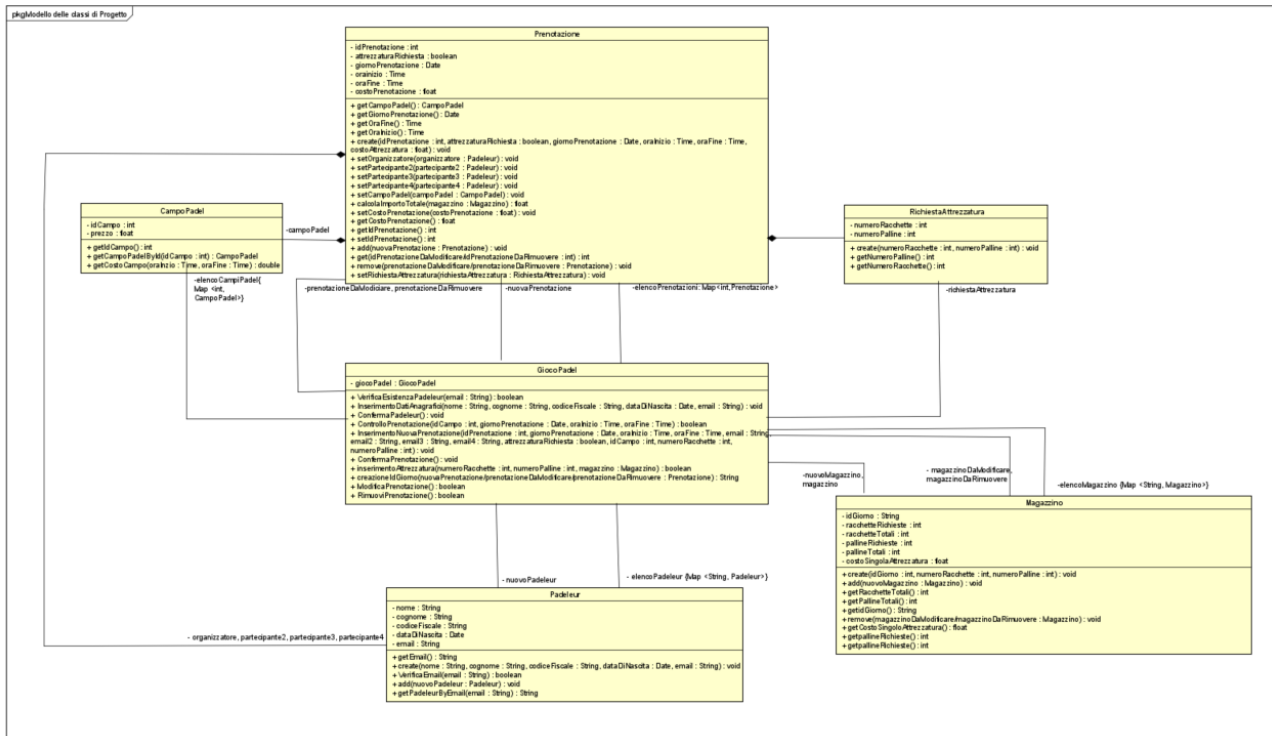 pkgModello delle classi di Progetto
Prenotazione
- idPrenotazione : int
- attrezzaturaRichiesta : boolean
- giornoPrenotazione : Date
- orainizio : Time
- oraFine : Time
- costoPrenotazione : float
+ getCampoPadel() : CampoPadel
+ getGiornoPrenotazione() : Date
+ getOraFine() : Time
+ getOraInizio() : Time
+ create(idPrenotazione : int, attrezzaturaRichiesta : boolean, giornoPrenotazione : Date, oraInizio : Time, oraFine : Time,
costoAttrezzatura : float) : void
+ setOrganizzatore(organizzatore : Padeleur) : void
+ setPartecipante2(partecipante2 : Padeleur) : void
+ setPartecipante3(partecipante3 : Padeleur) : void
+ setPartecipante4(partecipante4 : Padeleur) : void
+ setCampoPadel(campoPadel : CampoPadel) : void
+ calcolaImportoTotale(magazzino : Magazzino) : float
+ setCostoPrenotazione(costoPrenotazione : float) : void
+ getCostoPrenotazione() : float
+ getIdPrenotazione() : int
+ setIdPrenotazione() : int
+ add(nuovaPrenotazione : Prenotazione) : void
+ get(idPrenotazioneDaModificare/idPrenotazioneDaRimuovere : int) : int
+ remove(prenotazioneDaModificare/prenotazioneDaRimuovere : Prenotazione) : void
+ setRichiestaAttrezzatura(richiestaAttrezzatura : RichiestaAttrezzatura) : void
CampoPadel
- idCampo : int
- prezzo : float
+ getIdCampo() : int
+ getCampoPadelById(idCampo : int) : CampoPadel
+ getCostoCampo(oraInizio : Time, oraFine : Time) : double
-campoPadel
RichiestaAttrezzatura
- numeroRacchette : int
- numeroPalline : int
+ create(numeroRacchette : int, numeroPalline : int) : void
+ getNumeroPalline() : int
+ getNumeroRacchette() : int
-elencoCampiPadel{
Map <int,
CampoPadel>}
-prenotazioneDaModiciare, prenotazioneDaRimuovere
-nuovaPrenotazione
-elencoPrenotazioni: Map<int,Prenotazione>
-richiestaAttrezzatura
GiocoPadel
- giocoPadel : GiocoPadel
+ VerificaEsistenzaPadeleur(email : String) : boolean
+ InserimentoDatiAnagrafici(nome : String, cognome : String, codiceFiscale : String, dataDiNascita : Date, email : String) : void
+ ConfermaPadeleur() : void
+ ControlloPrenotazione(idCampo : int, giornoPrenotazione : Date, oraInizio : Time, oraFine : Time) : boolean
+ InserimentoNuovaPrenotazione(idPrenotazione : int, giornoPrenotazione : Date, oraInizio : Time, oraFine : Time, email : String,
email2 : String, email3 : String, email4 : String, attrezzaturaRichiesta : boolean, idCampo : int, numeroRacchette : int,
numeroPalline : int) : void
+ ConfermaPrenotazione() : void
+ inserimentoAttrezzatura(numeroRacchette : int, numeroPalline : int, magazzino : Magazzino) : boolean
+ creazioneIdGiorno(nuovaPrenotazione/prenotazioneDaModificare/prenotazioneDaRimuovere : Prenotazione) : String
+ ModificaPrenotazione() : boolean
+ RimuoviPrenotazione() : boolean
-nuovoMagazzino,
magazzino
- magazzinoDaModificare,
magazzinoDaRimuovere
-elencoMagazzino {Map <String, Magazzino>}
Magazzino
- idGiorno : String
- racchetteRichieste : int
- racchetteTotali : int
- pallineRichieste : int
- pallineTotali : int
- costoSingolaAttrezzatura : float
+ create(idGiorno : int, numeroRacchette : int, numeroPalline : int) : void
+ add(nuovoMagazzino : Magazzino) : void
+ getRacchetteTotali() : int
+ getPallineTotali() : int
+ getidGiorno() : String
+ remove(magazzinoDaModificare/magazzinoDaRimuovere : Magazzino) : void
+ getCostoSingoloAttrezzatura() : float
+ getpallineRichieste() : int
+ getpallineRichieste() : int
- nuovoPadeleur
- elencoPadeleur {Map <String, Padeleur>}
- organizzatore, partecipante2, partecipante3, partecipante4
Padeleur
- nome : String
- cognome : String
- codiceFiscale : String
- dataDiNascita : Date
- email : String
+ getEmail() : String
+ create(nome : String, cognome : String, codiceFiscale : String, dataDiNascita : Date, email : String) : void
+ VerificaEmail(email : String) : boolean
+ add(nuovoPadeleur : Padeleur) : void
+ getPadeleurByEmail(email : String) : String